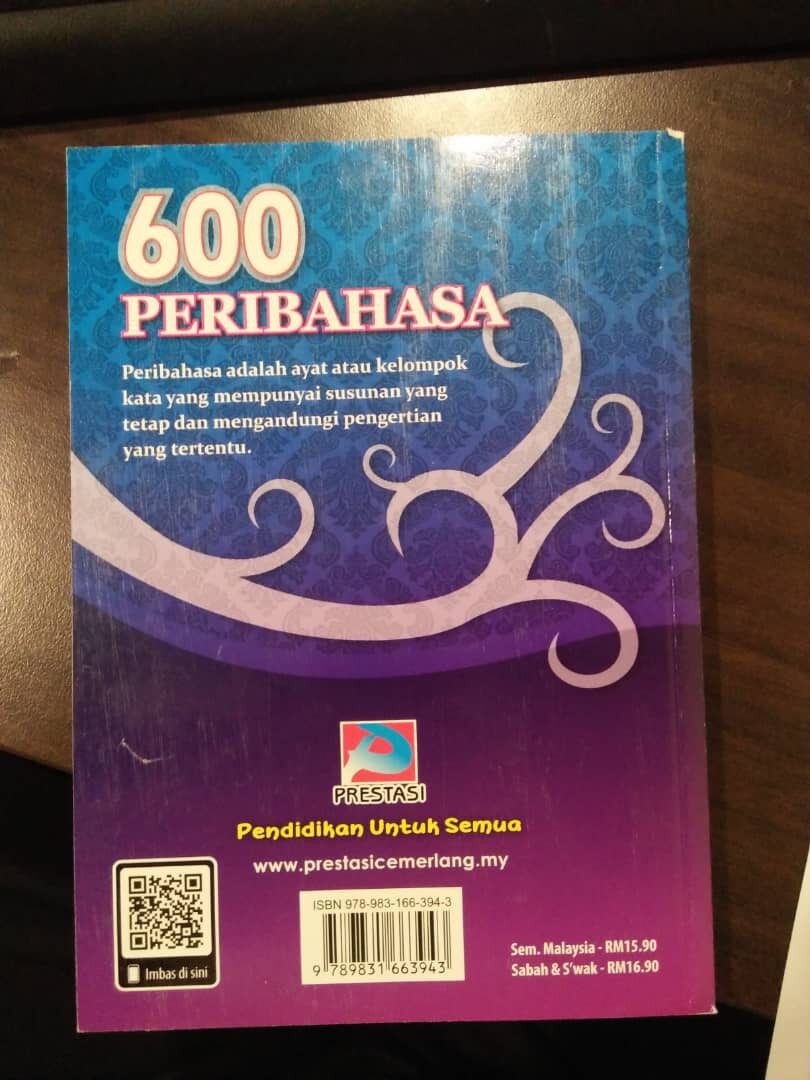 600
PERIBAHASA
Peribahasa adalah ayat atau kelompok
kata yang mempunyai susunan yang
tetap dan mengandungi pengertian
yang tertentu.
PRESTASI
Pendidikan Untuk Semua
www.prestasicemerlang.my
Imbas di sini
ISBN 978-983-166-394-3
9 789831 663943
Sem. Malaysia - RM15.90
Sabah & S'wak - RM16.90